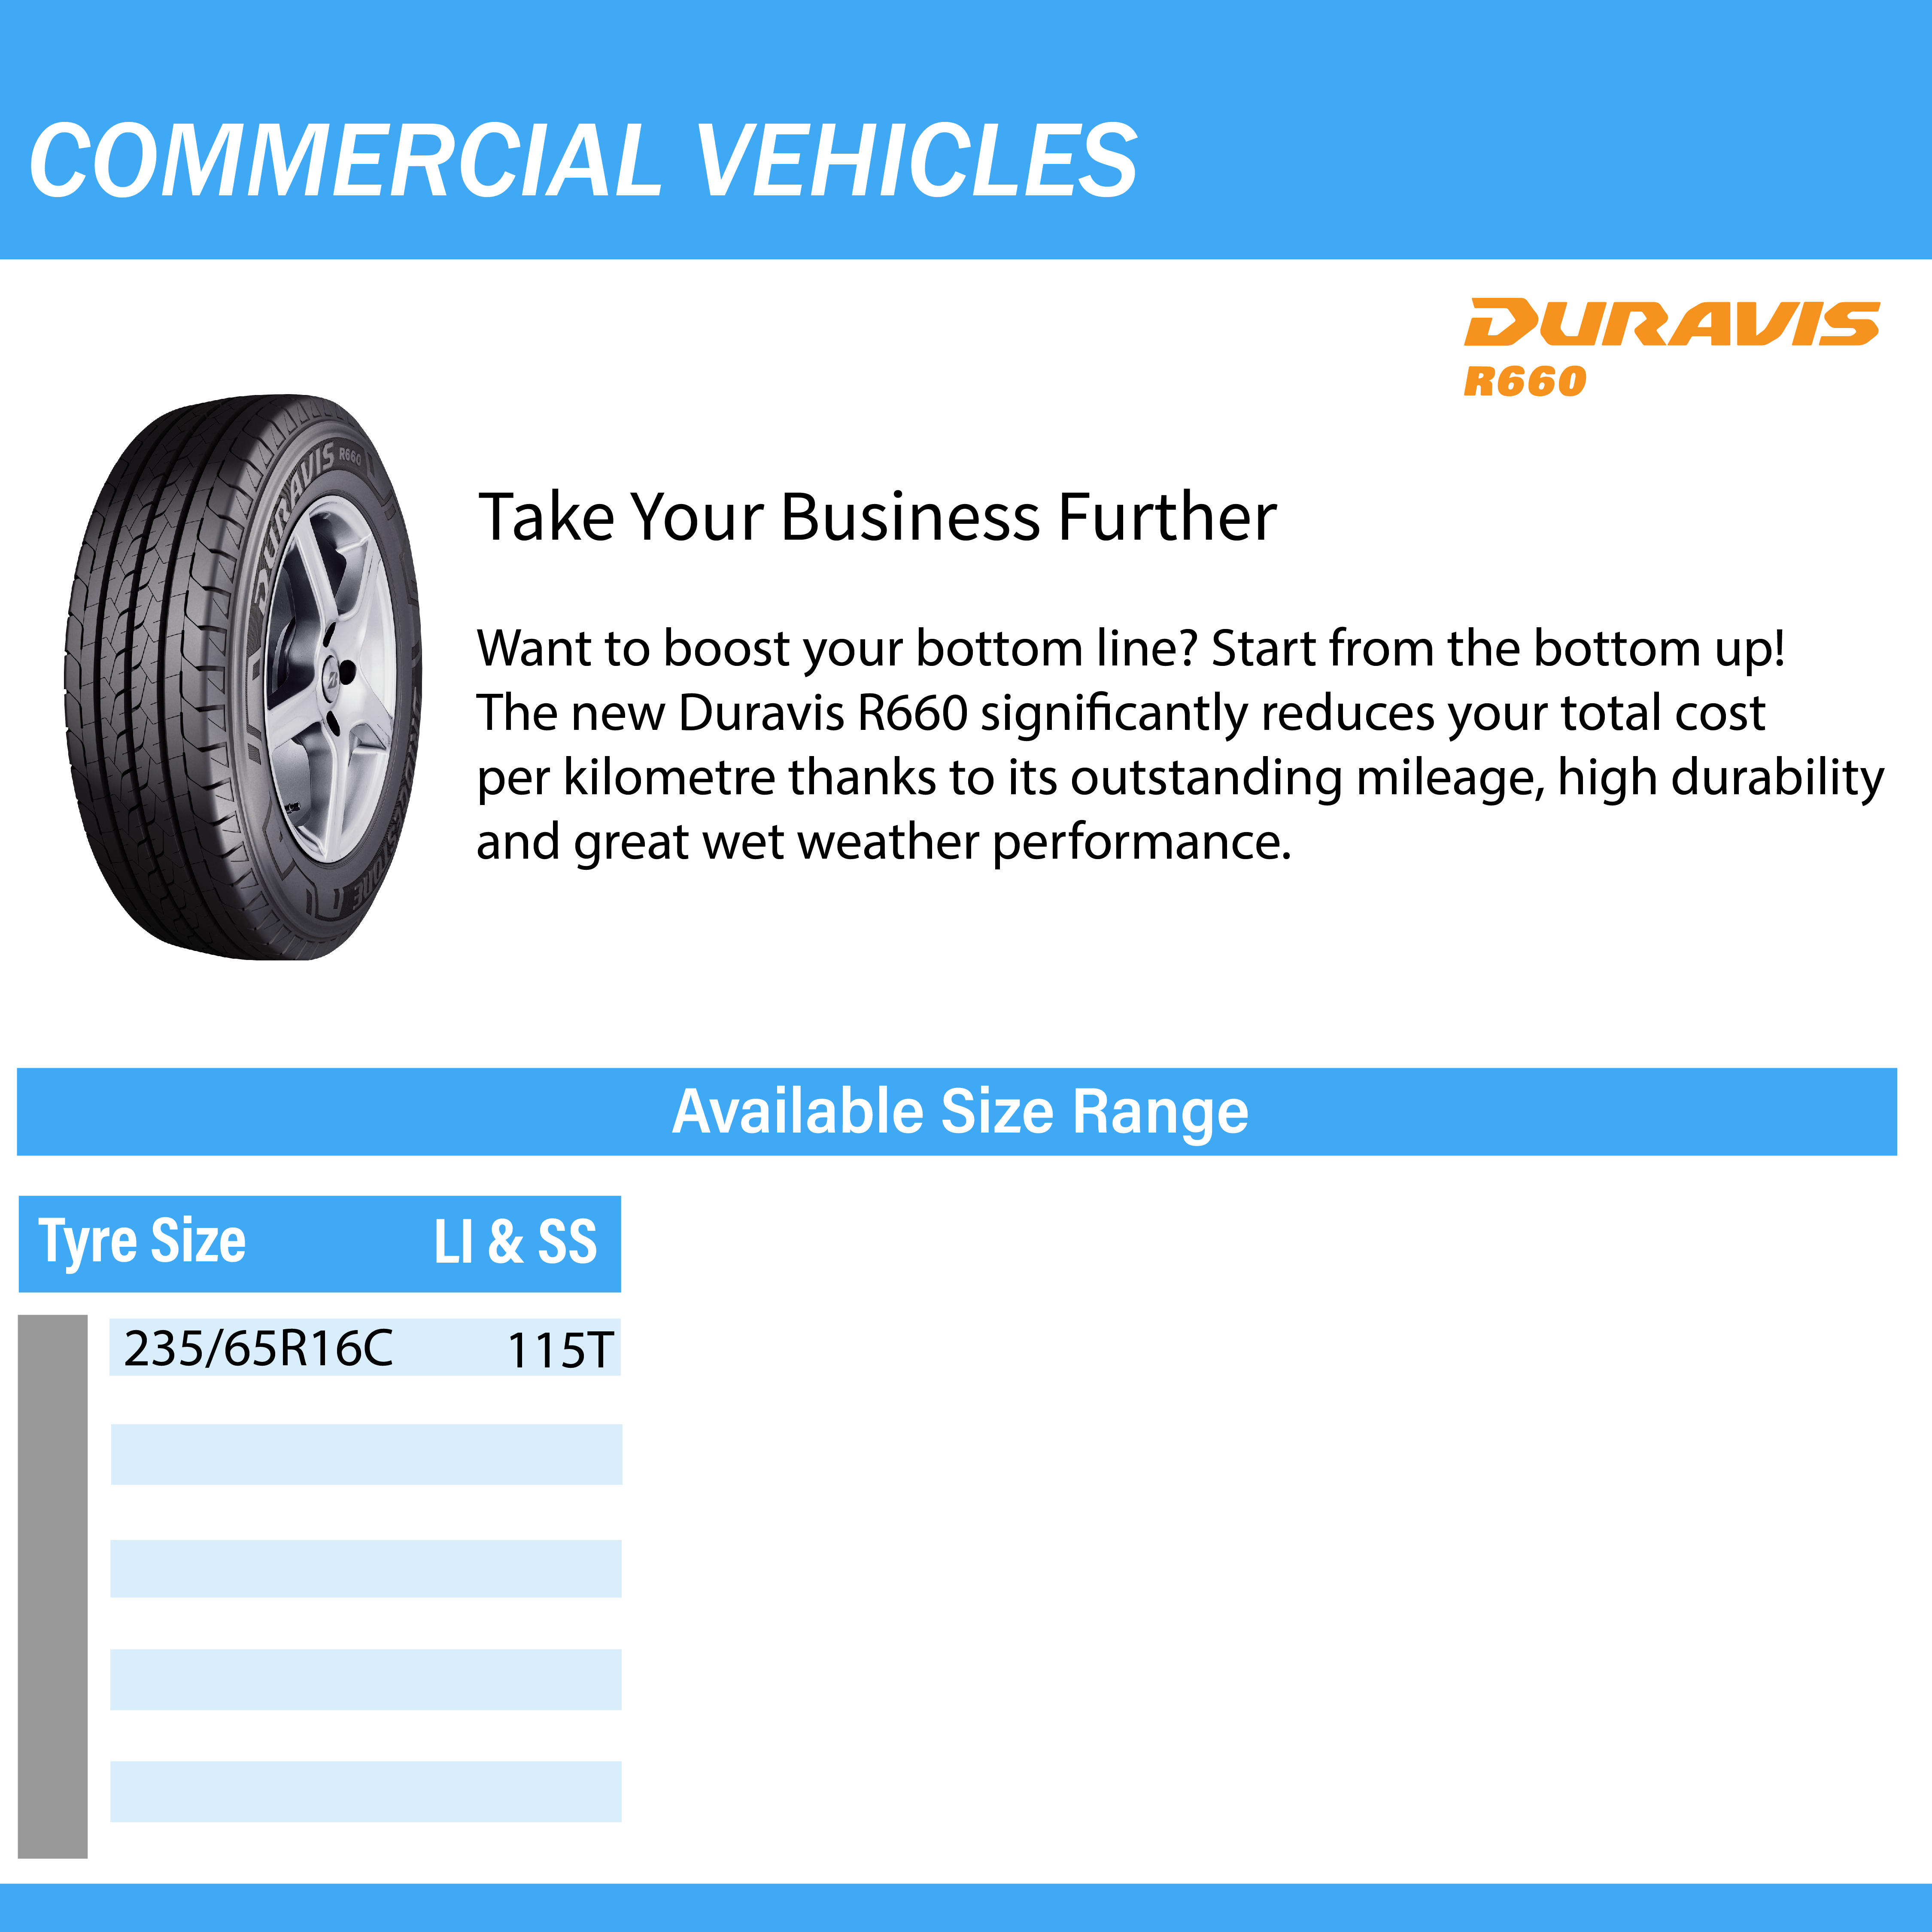 COMMERCIAL VEHICLES
DURAVIS
R660
DURAVIS R660
Take Your Business Further
Want to boost your bottom line? Start from the bottom up!
The new Duravis R660 significantly reduces your total cost
per kilometre thanks to its outstanding mileage, high durability
and great wet weather performance.
Available Size Range
Tyre Size LI & SS
235/65R16C 115T